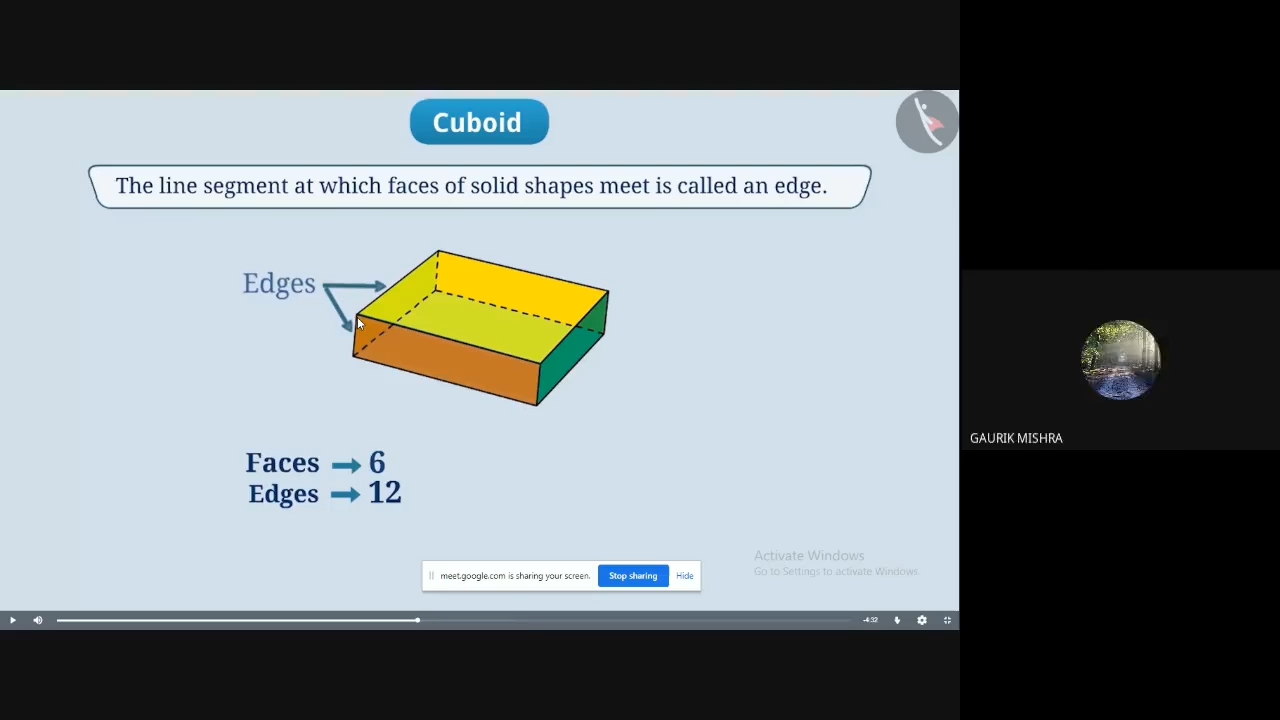 Cuboid
The line segment at which faces of solid shapes meet is called an edge.
Edges
Faces → 6
Edges → 12
GAURIK MISHRA
Activate Windows
Go to Settings to activate Windows.
meet.google.com is sharing your screen.
Stop sharing
Hide
-4:32